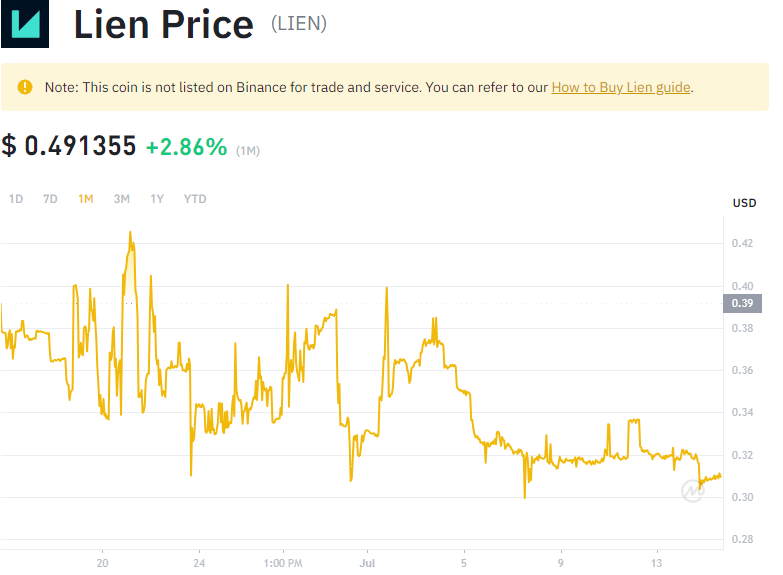 Lien Price (LIEN)
Note: This coin is not listed on Binance for trade and service. You can refer to our How to Buy Lien guide.
$ 0.491355 +2.86% (1M)
1D 7D 1M 3M 1Y YTD
USD
0.42
0.40
0.39
0.38
0.36
0.34
0.32
0.30
0.28
20 24 1:00 PM Jul 5 9 13